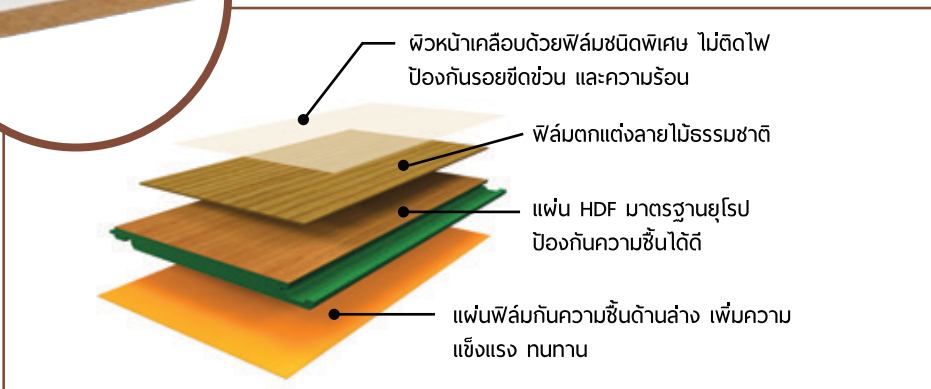 ผิวหน้าเคลือบด้วยฟิล์มชนิดพิเศษ ไม่ติดไฟ
ป้องกันรอยขีดข่วน และความร้อน
ฟิล์มตกแต่งลายไม้ธรรมชาติ
แผ่น HDF มาตรฐานยุโรป
ป้องกันความชื้นได้ดี
แผ่นฟิล์มกันความชื้นด้านล่าง เพิ่มความ
แข็งแรง ทนทาน